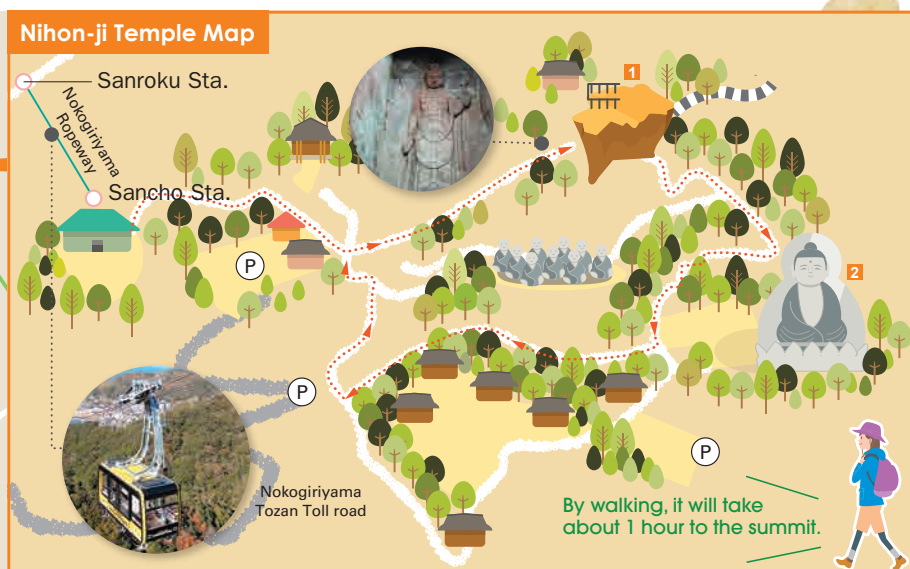 Nihon-ji Temple Map
Sanroku Sta.
Nokogiriyama
Ropeway
Sancho Sta.
1
2
P
P
P
Nokogiriyama
Tozan Toll road
By walking, it will take
about 1 hour to the summit.